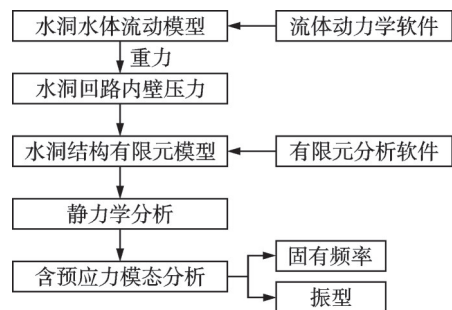 水洞水体流动模型
流体动力学软件
重力
水洞回路内壁压力
水洞结构有限元模型
有限元分析软件
静力学分析
含预应力模态分析
固有频率
振型